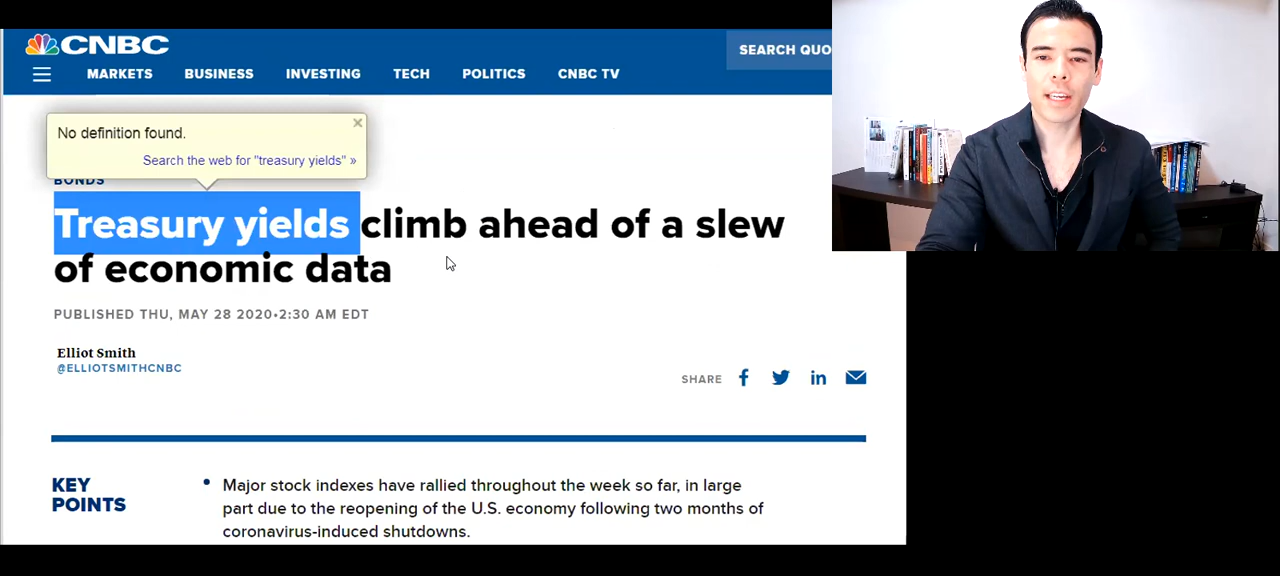 CNBC
SEARCH QUO
MARKETS BUSINESS INVESTING TECH POLITICS CNBC TV
No definition found.
Search the web for "treasury yields" »
BONDS
Treasury yields climb ahead of a slew
of economic data
PUBLISHED THU, MAY 28 2020•2:30 AM EDT
Elliot Smith
@ELLIOTSMITHCNBC
SHARE
KEY
POINTS
• Major stock indexes have rallied throughout the week so far, in large
part due to the reopening of the U.S. economy following two months of
coronavirus-induced shutdowns.